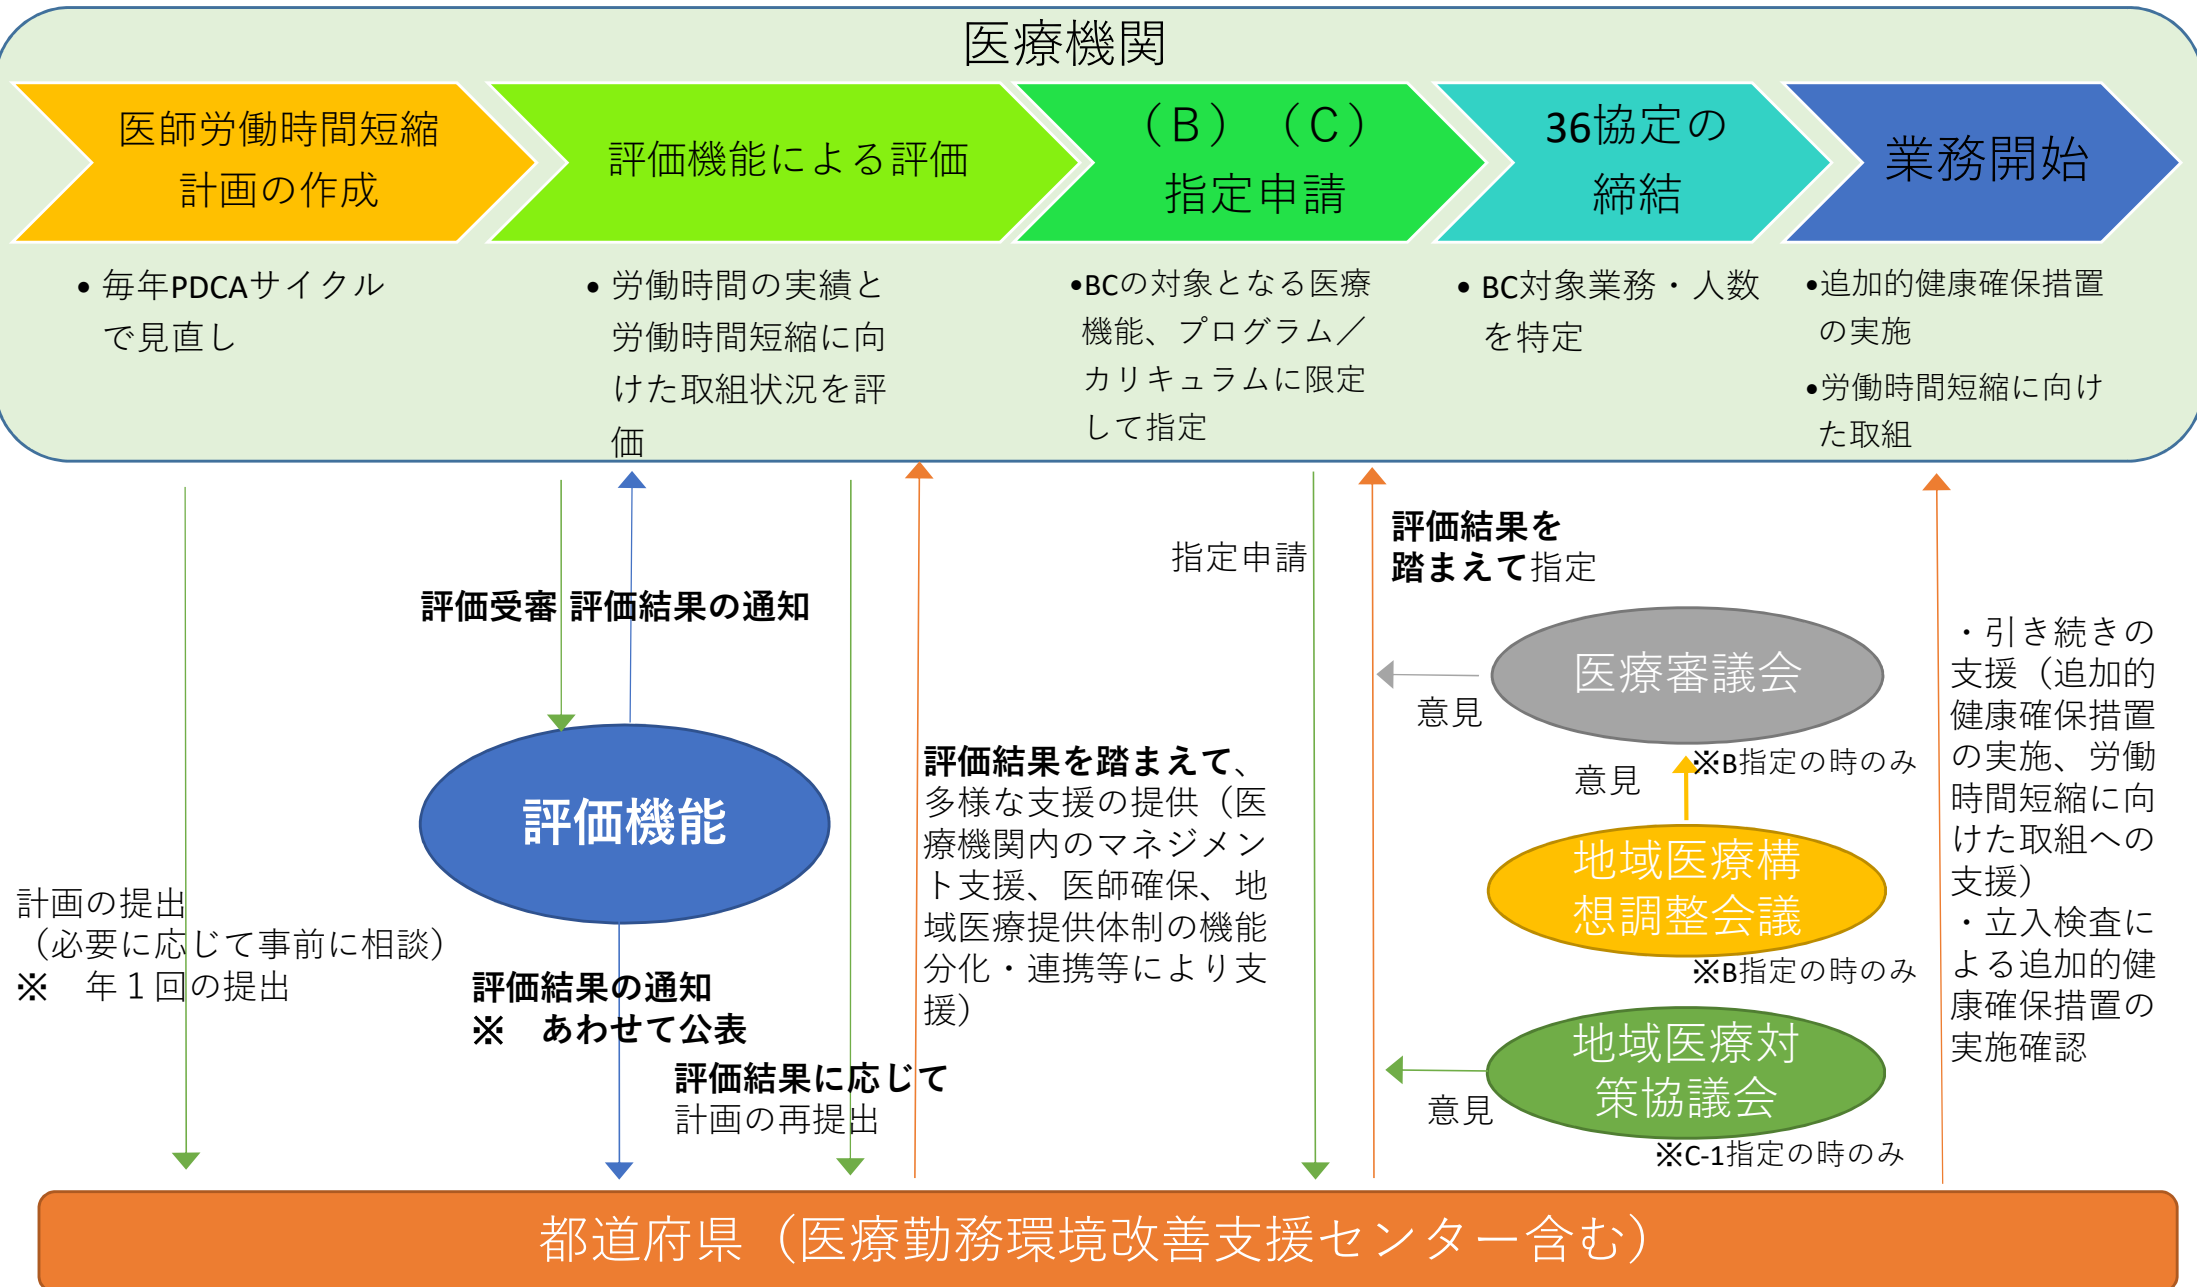 医療機関
医師労働時間短縮
計画の作成
評価機能による評価
（Ｂ）（Ｃ）
指定申請
36協定の
締結
業務開始
• 毎年PDCAサイクル
で見直し
• 労働時間の実績と
労働時間短縮に向
けた取組状況を評
価
•BCの対象となる医療
機能、プログラム／
カリキュラムに限定
して指定
• BC対象業務・人数
を特定
•追加的健康確保措置
の実施
•労働時間短縮に向け
た取組
計画の提出
（必要に応じて事前に相談）
※　年１回の提出
評価受審
評価結果の通知
評価機能
評価結果の通知
※　あわせて公表
評価結果に応じて
計画の再提出
評価結果を踏まえて、
多様な支援の提供（医
療機関内のマネジメン
ト支援、医師確保、地
域医療提供体制の機能
分化・連携等により支
援）
指定申請
評価結果を
踏まえて指定
医療審議会
意見
※B指定の時のみ
意見
地域医療構
想調整会議
※B指定の時のみ
地域医療対
策協議会
意見
※C-1指定の時のみ
・引き続きの
支援（追加的
健康確保措置
の実施、労働
時間短縮に向
けた取組への
支援）
・立入検査に
よる追加的健
康確保措置の
実施確認
都道府県（医療勤務環境改善支援センター含む）